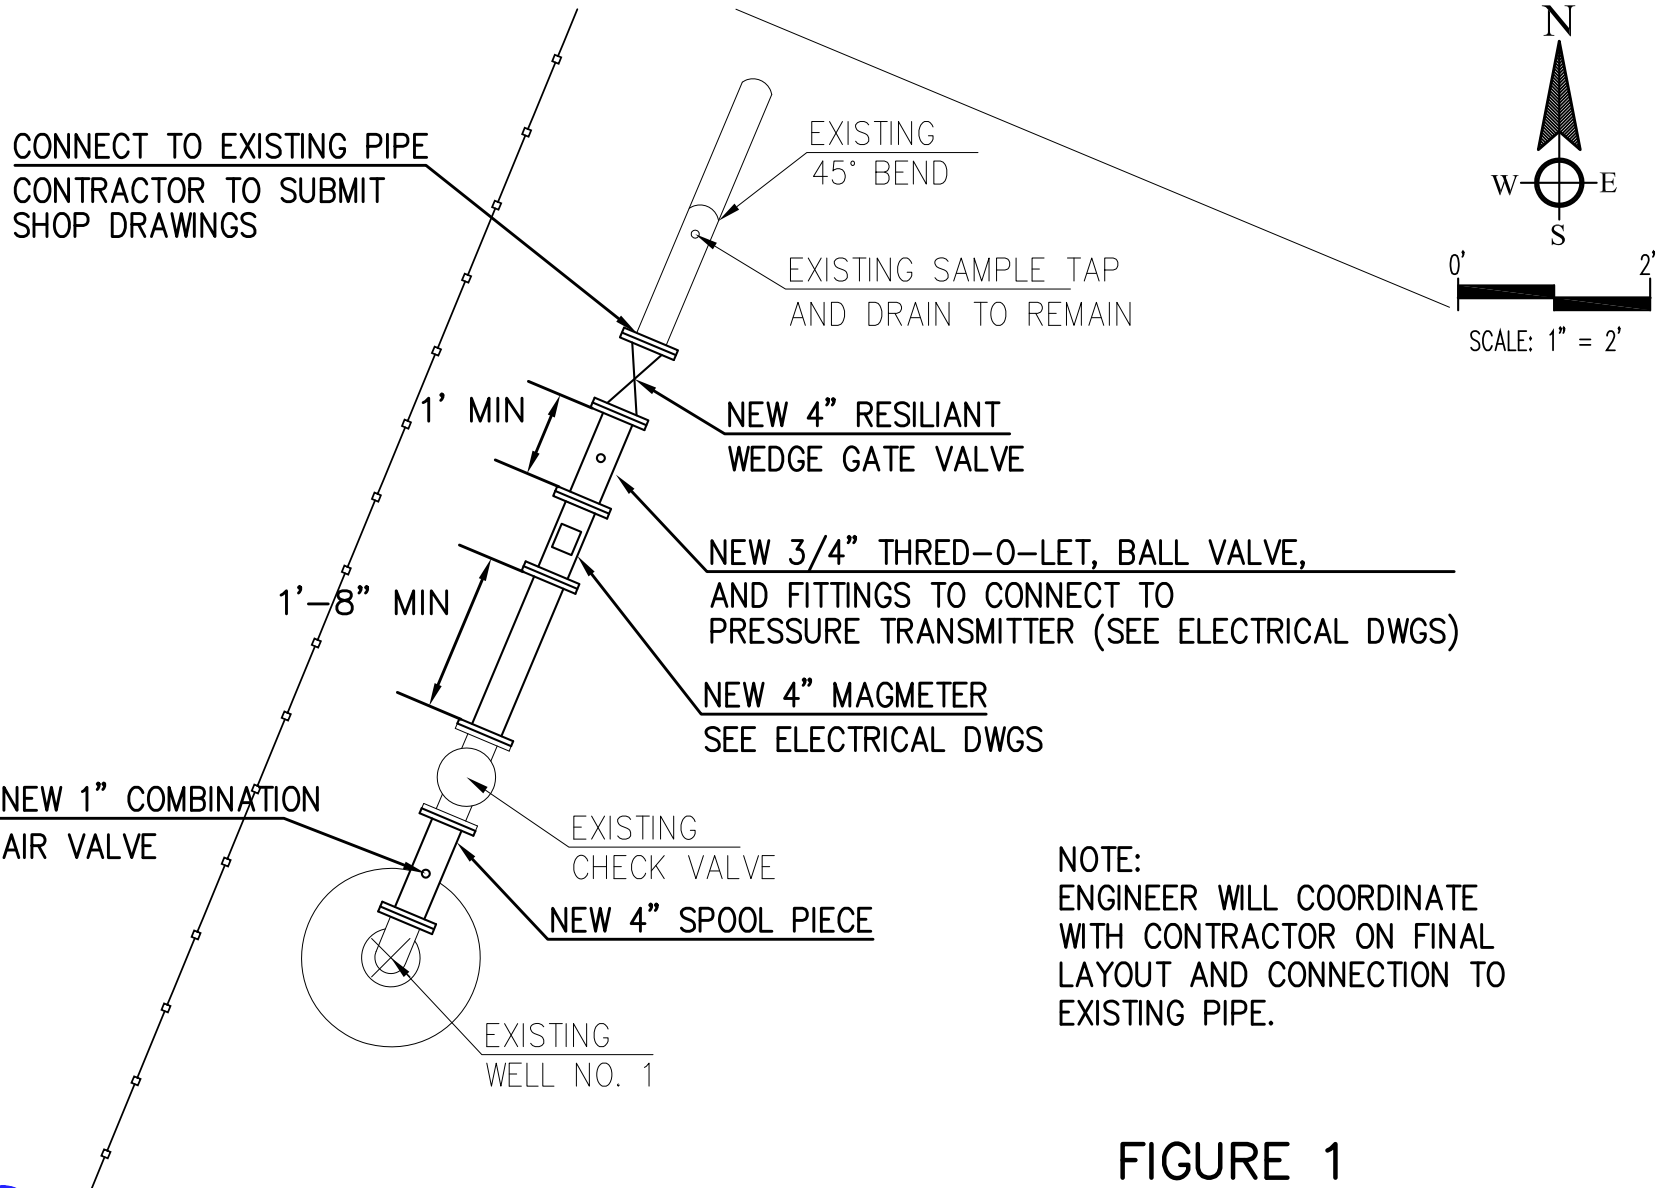 N
W E
S
0' 2'
SCALE: 1" = 2'
CONNECT TO EXISTING PIPE
CONTRACTOR TO SUBMIT
SHOP DRAWINGS
EXISTING
45° BEND
EXISTING SAMPLE TAP
AND DRAIN TO REMAIN
1' MIN
NEW 4" RESILIANT
WEDGE GATE VALVE
NEW 3/4" THRED-O-LET, BALL VALVE,
AND FITTINGS TO CONNECT TO
PRESSURE TRANSMITTER (SEE ELECTRICAL DWGS)
1'-8" MIN
NEW 4" MAGMETER
SEE ELECTRICAL DWGS
NEW 1" COMBINATION
AIR VALVE
EXISTING
CHECK VALVE
NEW 4" SPOOL PIECE
EXISTING
WELL NO. 1
NOTE:
ENGINEER WILL COORDINATE
WITH CONTRACTOR ON FINAL
LAYOUT AND CONNECTION TO
EXISTING PIPE.
FIGURE 1